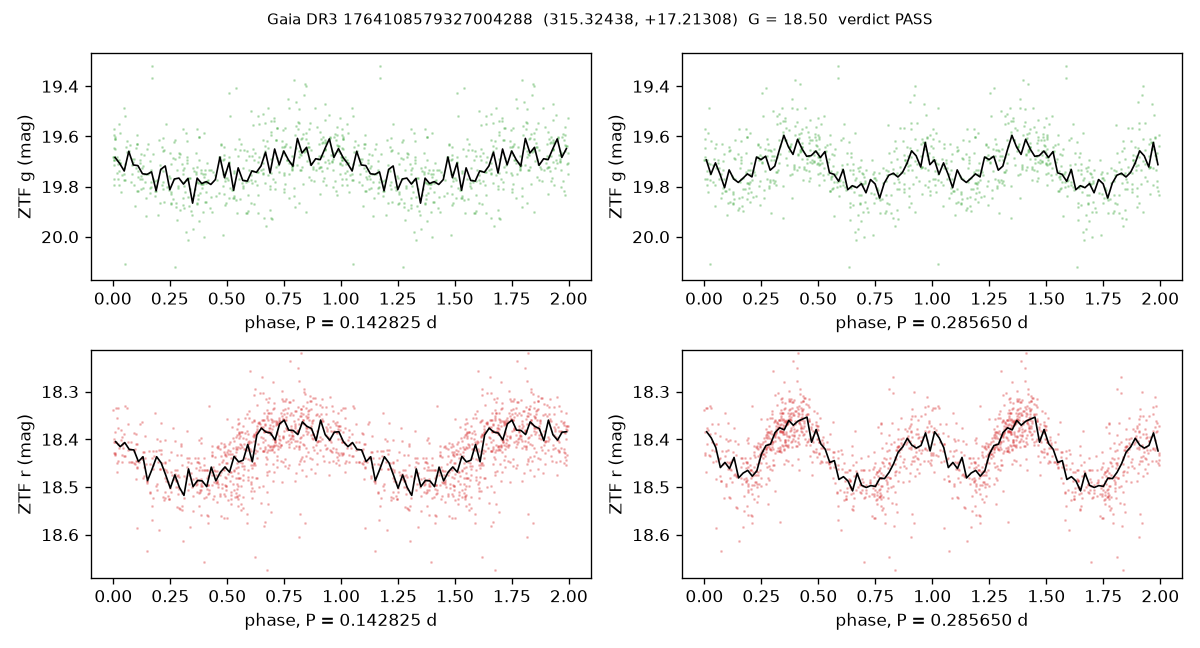 Gaia DR3 1764108579327004288 (315.32438, +17.21308) G = 18.50 verdict PASS
ZTF g (mag)
19.4
19.6
19.8
20.0
0.00 0.25 0.50 0.75 1.00 1.25 1.50 1.75 2.00
phase, P = 0.142825 d
ZTF g (mag)
19.4
19.6
19.8
20.0
0.00 0.25 0.50 0.75 1.00 1.25 1.50 1.75 2.00
phase, P = 0.285650 d
ZTF r (mag)
18.3
18.4
18.5
18.6
0.00 0.25 0.50 0.75 1.00 1.25 1.50 1.75 2.00
phase, P = 0.142825 d
ZTF r (mag)
18.3
18.4
18.5
18.6
0.00 0.25 0.50 0.75 1.00 1.25 1.50 1.75 2.00
phase, P = 0.285650 d